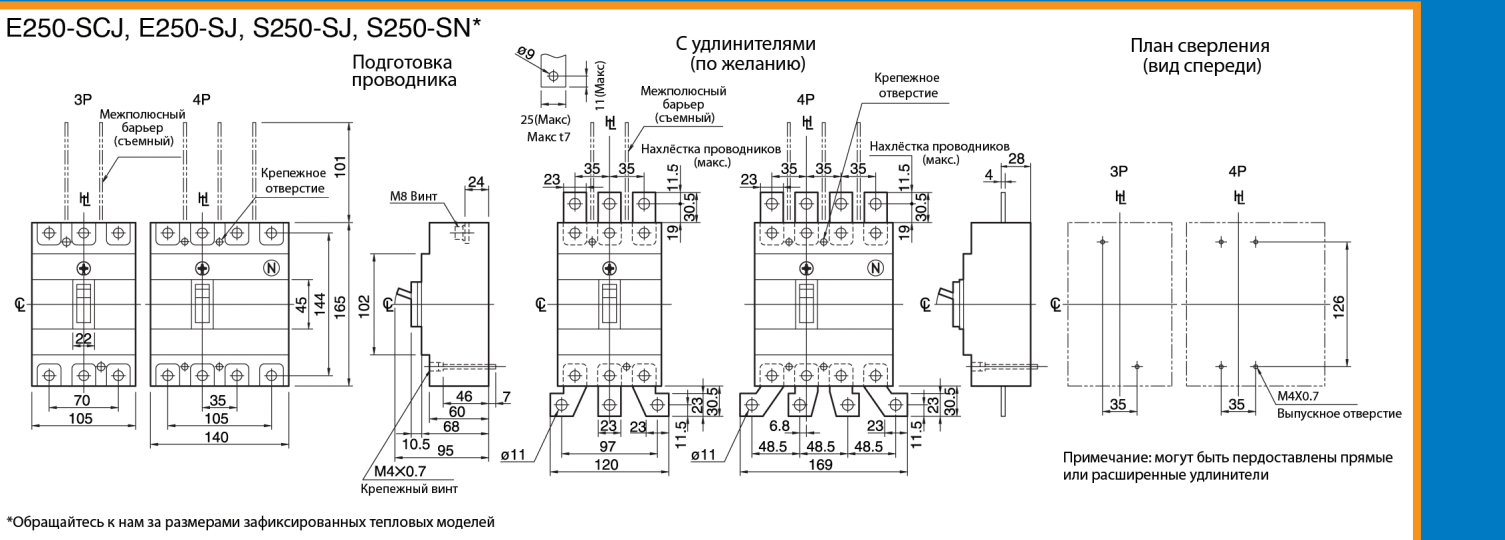 E250-SCJ, E250-SJ, S250-SJ, S250-SN*
Подготовка
проводника
ø9
11(Макс)
25(Макс)
Макс t7
С удлинителями
(по желанию)
План сверления
(вид спереди)
3P
4P
Межполюсный
барьер
(съемный)
Крепежное
отверстие
101
H
L
N
45
144
165
22
70
105
35
105
140
24
M8 Винт
102
46
7
60
68
10.5
95
M4X0.7
Крепежный винт
Межполюсный
барьер
(съемный)
Нахлёстка проводников
(макс.)
35
35
23
11.5
30.5
19
23
23
23
30.5
11.5
97
120
ø11
4P
Крепежное
отверстие
Нахлёстка проводников
(макс.)
35
35
35
23
11.5
30.5
19
N
6.8
23
23
30.5
11.5
48.5
48.5
48.5
169
ø11
28
4
3P
4P
126
35
35
M4X0.7
Выпускное отверстие
Примечание: могут быть пердоставлены прямые
или расширенные удлинители
*Обращайтесь к нам за размерами зафиксированных тепловых моделей